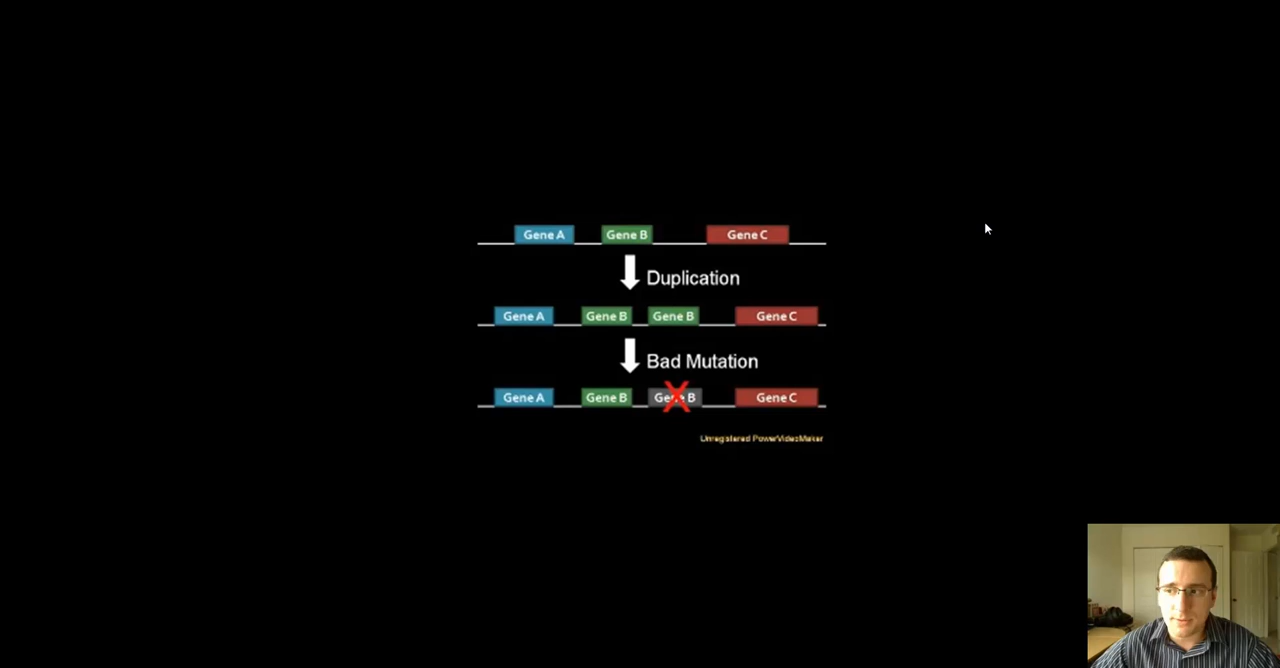 Gene A Gene B Gene C
Duplication
Gene A Gene B Gene B Gene C
Bad Mutation
Gene A Gene B Gene B Gene C
Unregistered PowerVideoMaker